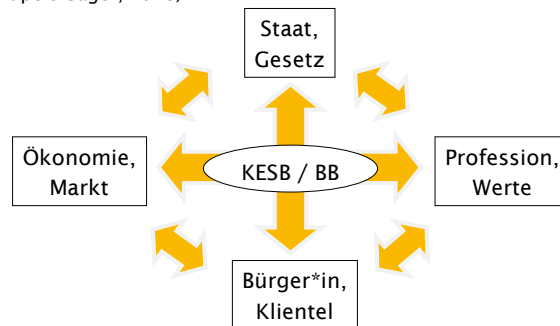 Staat,
Gesetz
Ökonomie,
Markt
KESB / BB
Profession,
Werte
Bürger*in,
Klientel